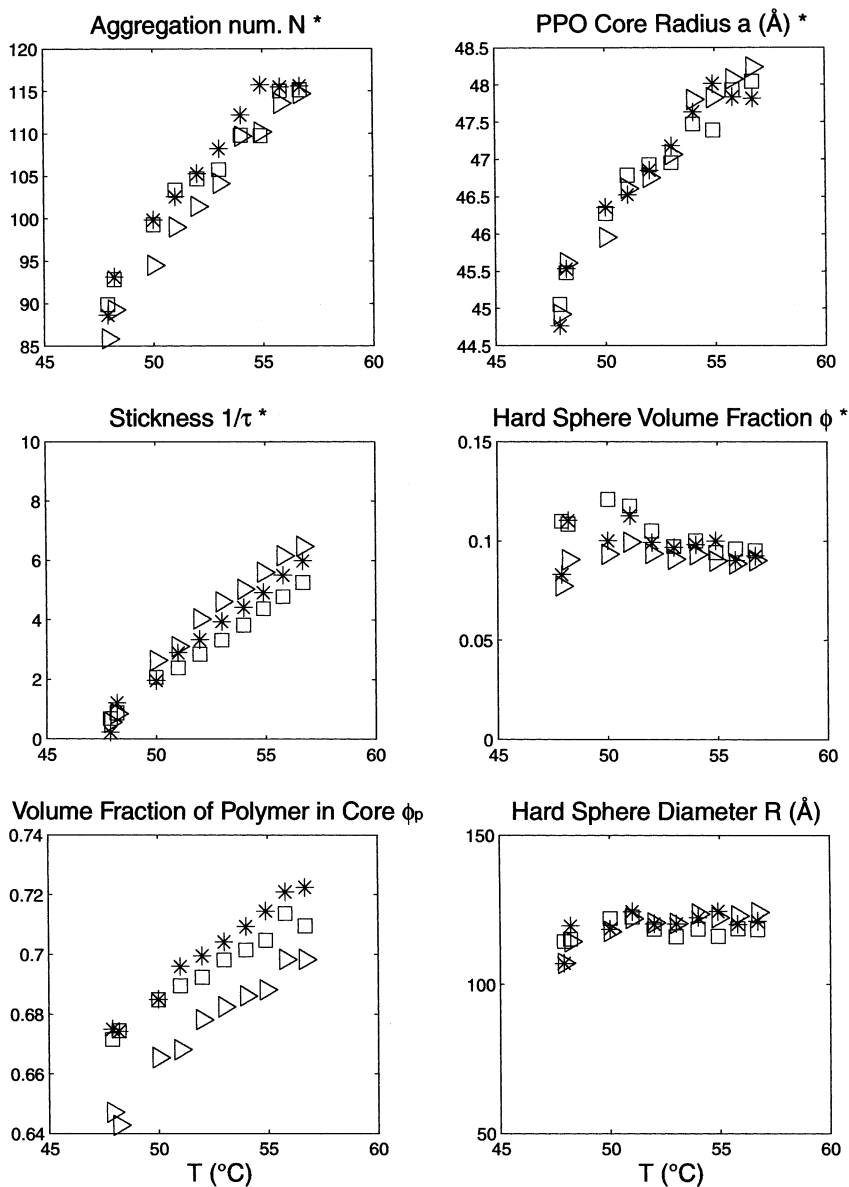 Aggregation num. N *
120
115
110
105
100
95
90
85
45 50 55 60
PPO Core Radius a (Å) *
48.5
48
47.5
47
46.5
46
45.5
45
44.5
45 50 55 60
Stickness 1/τ *
10
8
6
4
2
0
45 50 55 60
Hard Sphere Volume Fraction ϕ *
0.15
0.1
0.05
0
45 50 55 60
Volume Fraction of Polymer in Core ϕp
0.74
0.72
0.7
0.68
0.66
0.64
45 50 55 60
T (°C)
Hard Sphere Diameter R (Å)
150
100
50
45 50 55 60
T (°C)